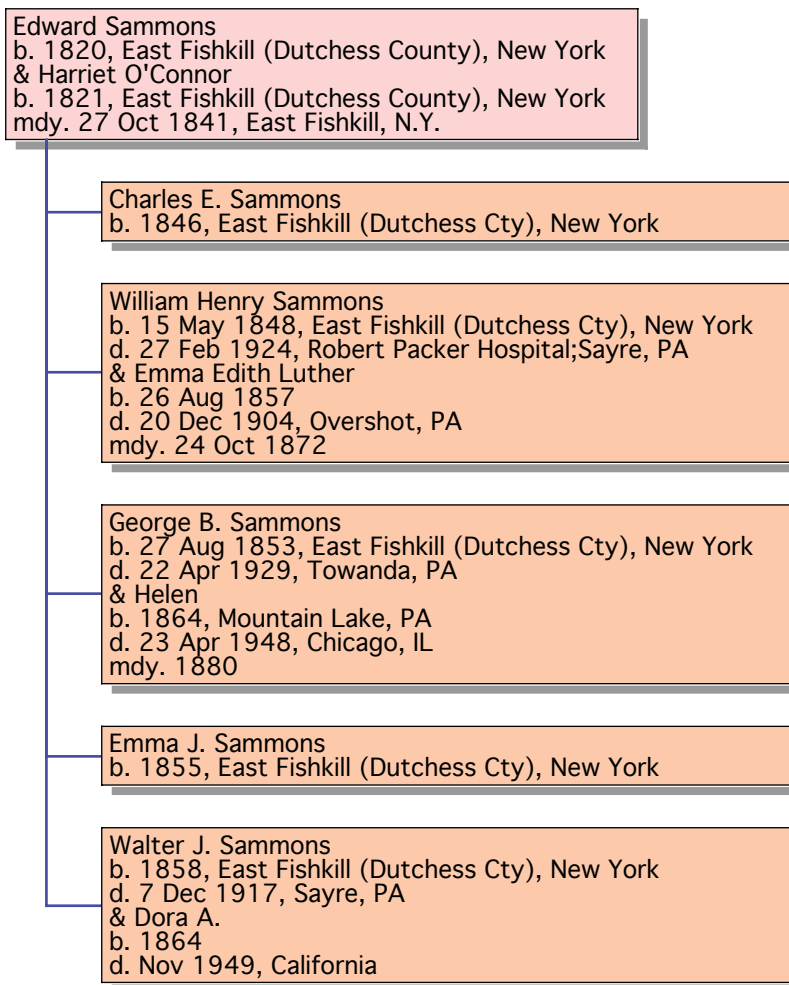 Edward Sammons
b. 1820, East Fishkill (Dutchess County), New York
& Harriet O'Connor
b. 1821, East Fishkill (Dutchess County), New York
mdy. 27 Oct 1841, East Fishkill, N.Y.
Charles E. Sammons
b. 1846, East Fishkill (Dutchess Cty), New York
William Henry Sammons
b. 15 May 1848, East Fishkill (Dutchess Cty), New York
d. 27 Feb 1924, Robert Packer Hospital;Sayre, PA
& Emma Edith Luther
b. 26 Aug 1857
d. 20 Dec 1904, Overshot, PA
mdy. 24 Oct 1872
George B. Sammons
b. 27 Aug 1853, East Fishkill (Dutchess Cty), New York
d. 22 Apr 1929, Towanda, PA
& Helen
b. 1864, Mountain Lake, PA
d. 23 Apr 1948, Chicago, IL
mdy. 1880
Emma J. Sammons
b. 1855, East Fishkill (Dutchess Cty), New York
Walter J. Sammons
b. 1858, East Fishkill (Dutchess Cty), New York
d. 7 Dec 1917, Sayre, PA
& Dora A.
b. 1864
d. Nov 1949, California